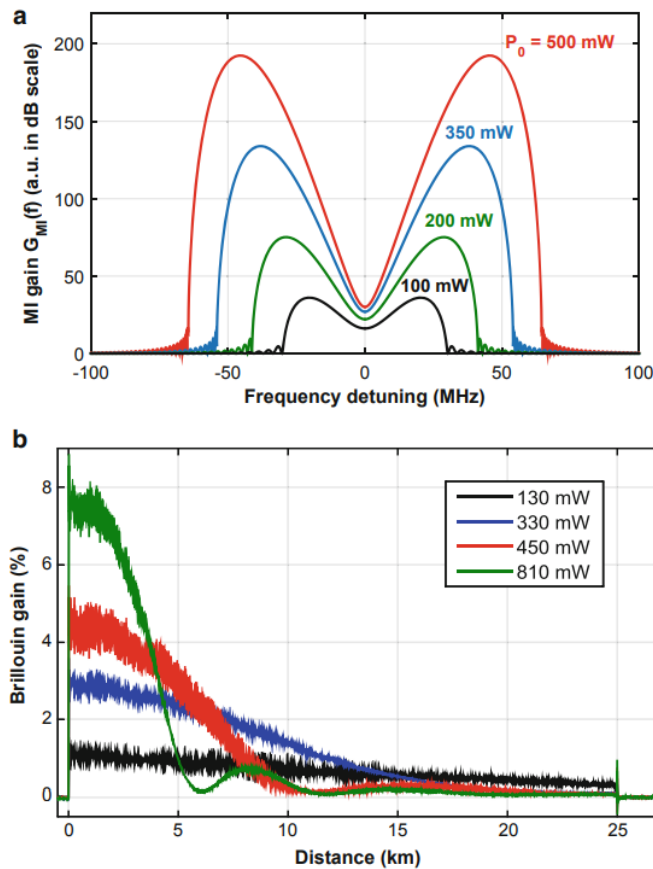 a
200
150
100
50
0
MI gain G_MI(f) (a.u. in dB scale)
P_0 = 500 mW
350 mW
200 mW
100 mW
-100
-50
0
50
100
Frequency detuning (MHz)
b
8
6
4
2
0
Brillouin gain (%)
130 mW
330 mW
450 mW
810 mW
0
5
10
15
20
25
Distance (km)